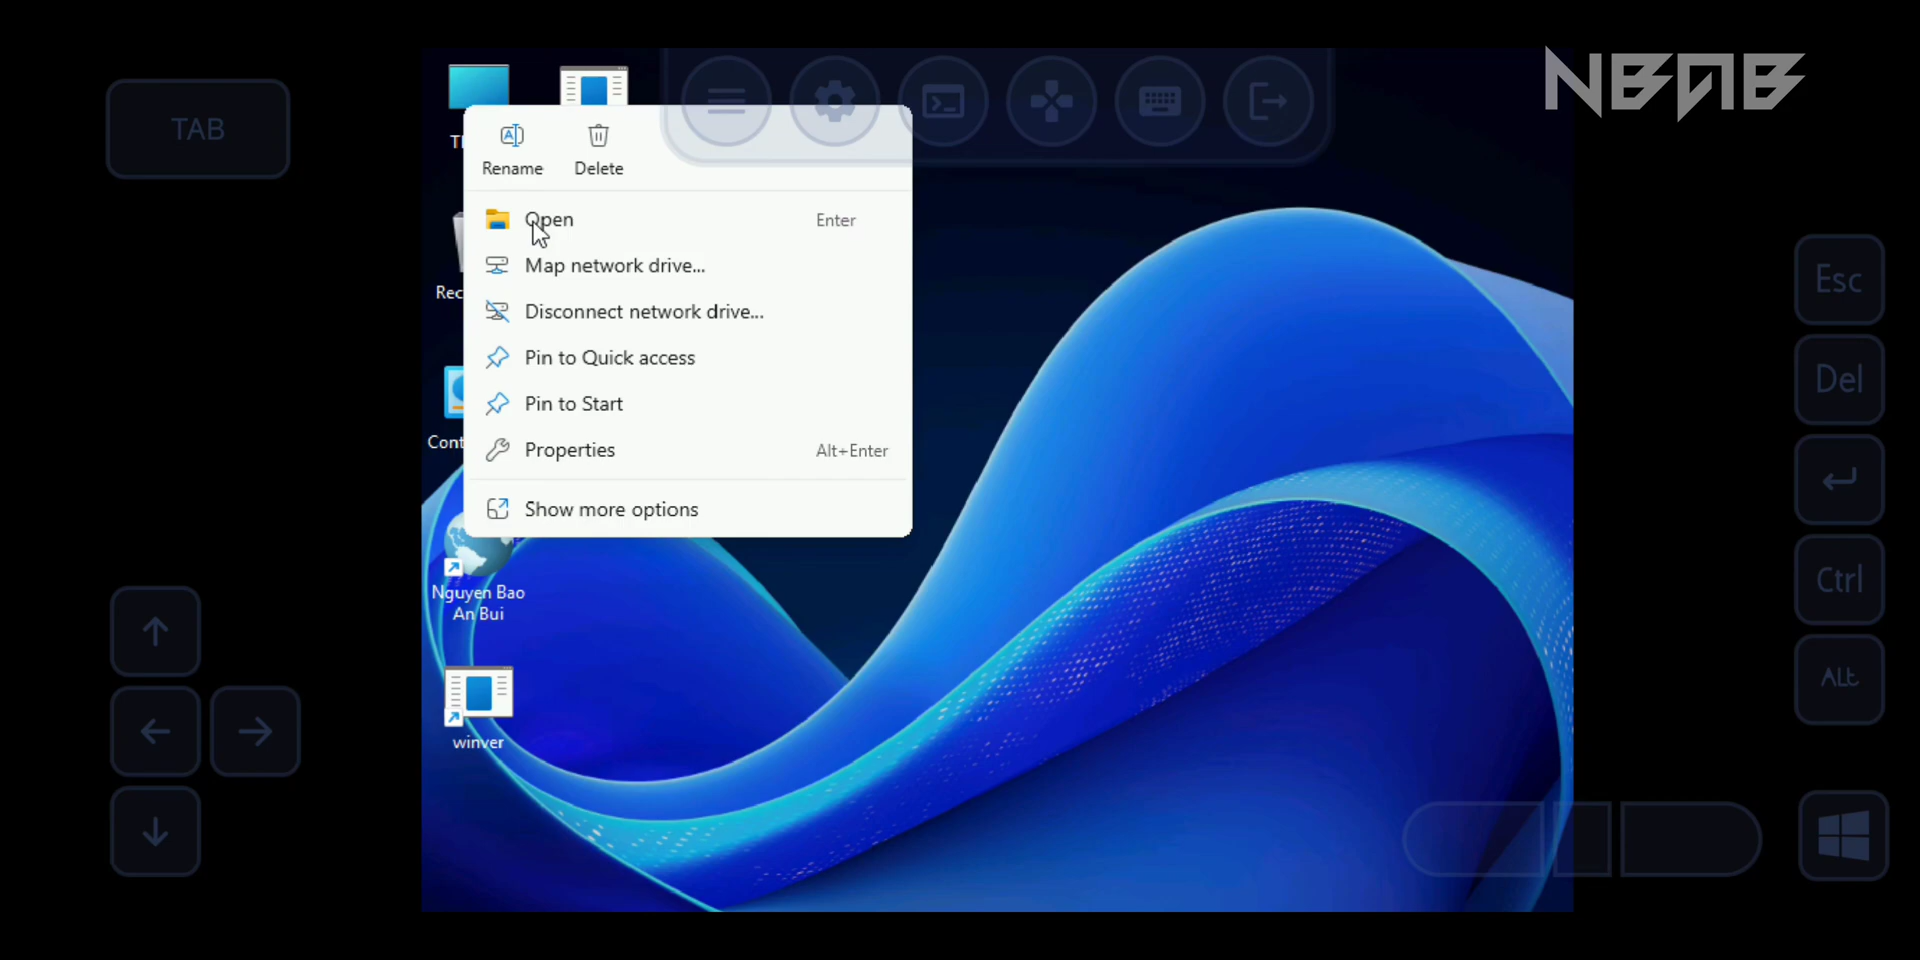 NBAB
TAB
Rename Delete
Open Enter
Map network drive...
Disconnect network drive...
Pin to Quick access
Pin to Start
Properties Alt+Enter
Show more options
Nguyen Bao
An Bui
winver
Esc
Del
Ctrl
ALt